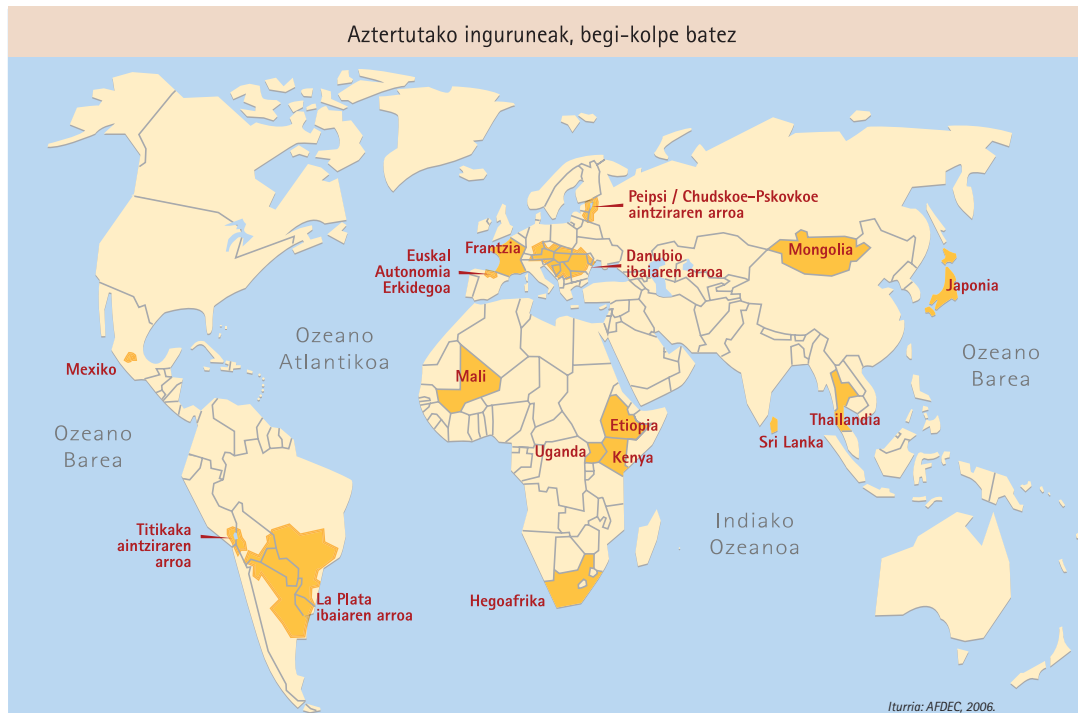 Aztertutako inguruneak, begi-kolpe batez
Peipsi / Chudskoe-Pskovkoe
aintziraren arroa
Frantzia
Euskal
Autonomia
Erkidegoa
Danubio
ibaiaren arroa
Mongolia
Japonia
Ozeano
Atlantikoa
Mexiko
Mali
Ozeano
Barea
Etiopia
Thailandia
Sri Lanka
Ozeano
Barea
Uganda
Kenya
Titikaka
aintziraren
arroa
Indiako
Ozeanoa
La Plata
ibaiaren arroa
Hegoafrika
Iturria: AFDEC, 2006.